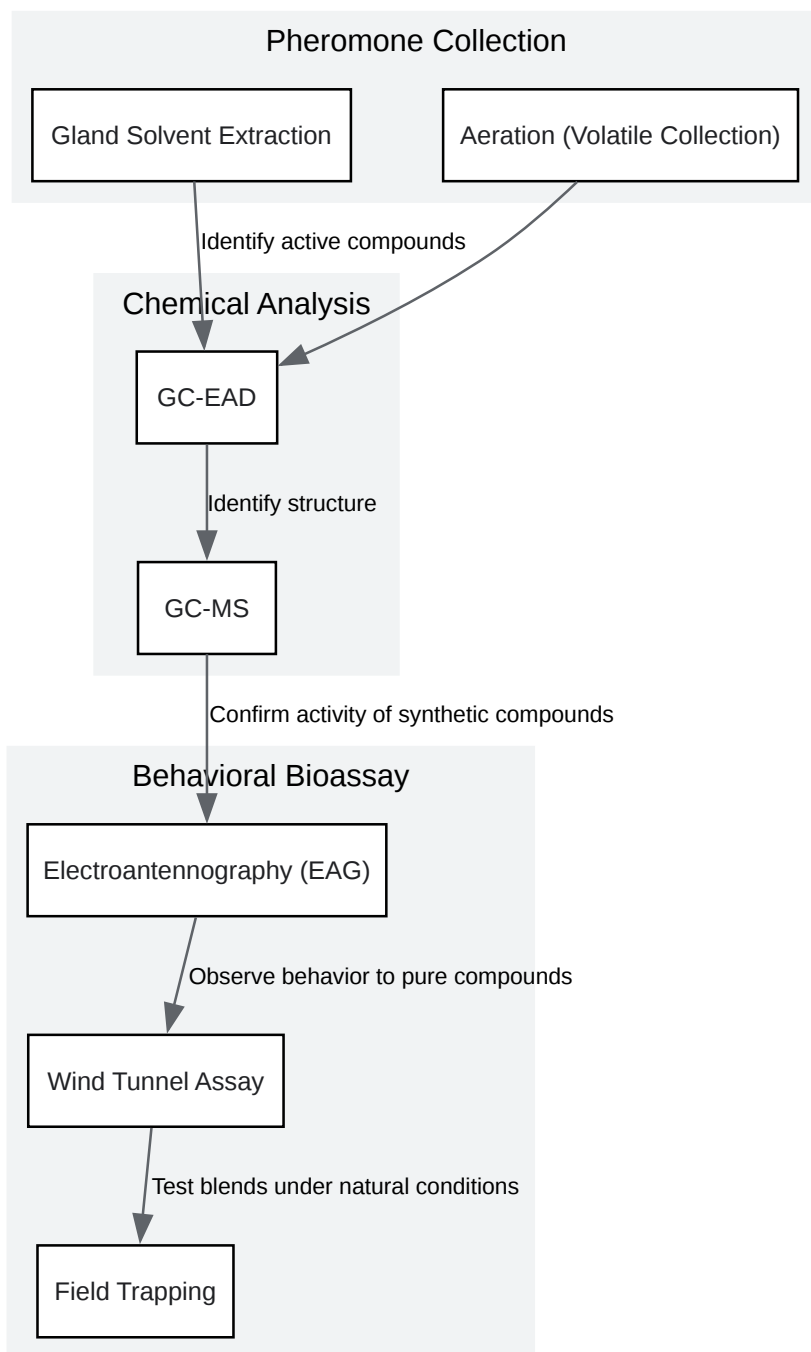 Pheromone Collection
Gland Solvent Extraction
Aeration (Volatile Collection)
Identify active compounds
Chemical Analysis
GC-EAD
Identify structure
GC-MS
Confirm activity of synthetic compounds
Behavioral Bioassay
Electroantennography (EAG)
Observe behavior to pure compounds
Wind Tunnel Assay
Test blends under natural conditions
Field Trapping